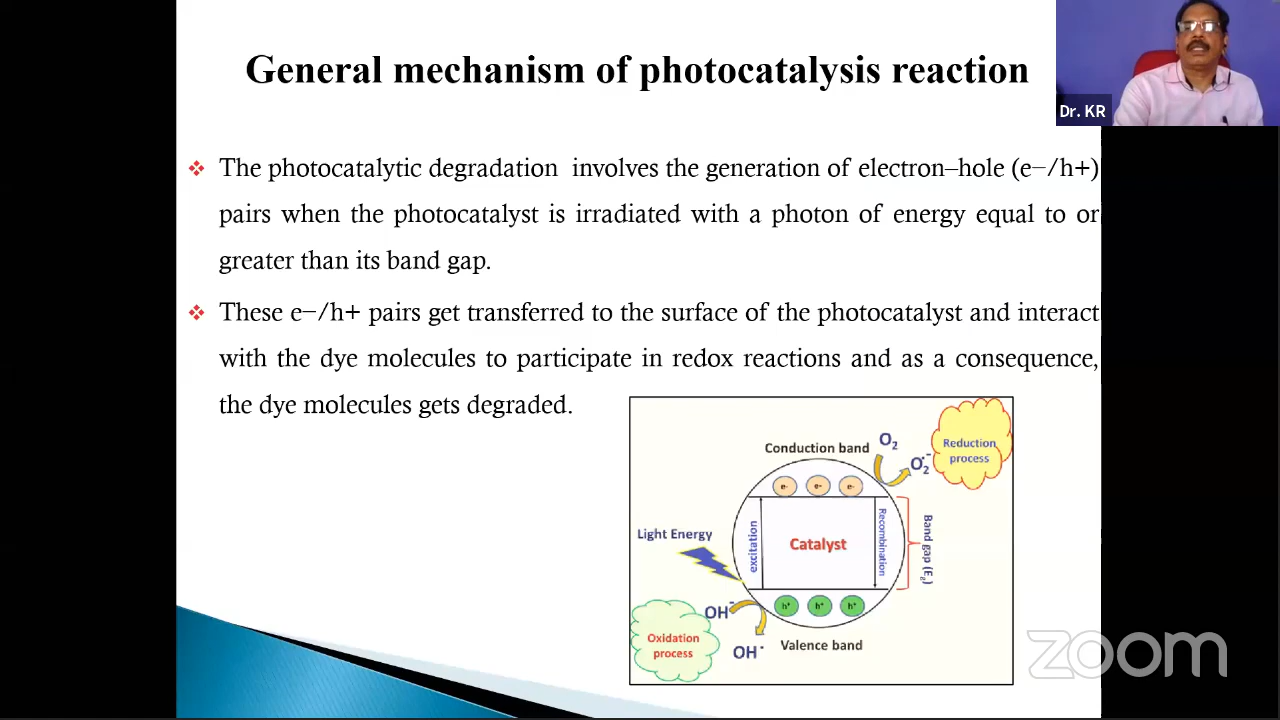 General mechanism of photocatalysis reaction
Dr. KR
❖ The photocatalytic degradation involves the generation of electron–hole (e−/h+)
pairs when the photocatalyst is irradiated with a photon of energy equal to or
greater than its band gap.
❖ These e−/h+ pairs get transferred to the surface of the photocatalyst and interact
with the dye molecules to participate in redox reactions and as a consequence,
the dye molecules gets degraded.
Conduction band
O₂
O₂•⁻
Reduction
process
e- e- e-
Light Energy
excitation
Catalyst
Recombination
Band gap (Eg)
h⁺ h⁺ h⁺
OH⁻
OH•
Oxidation
process
Valence band
zoom